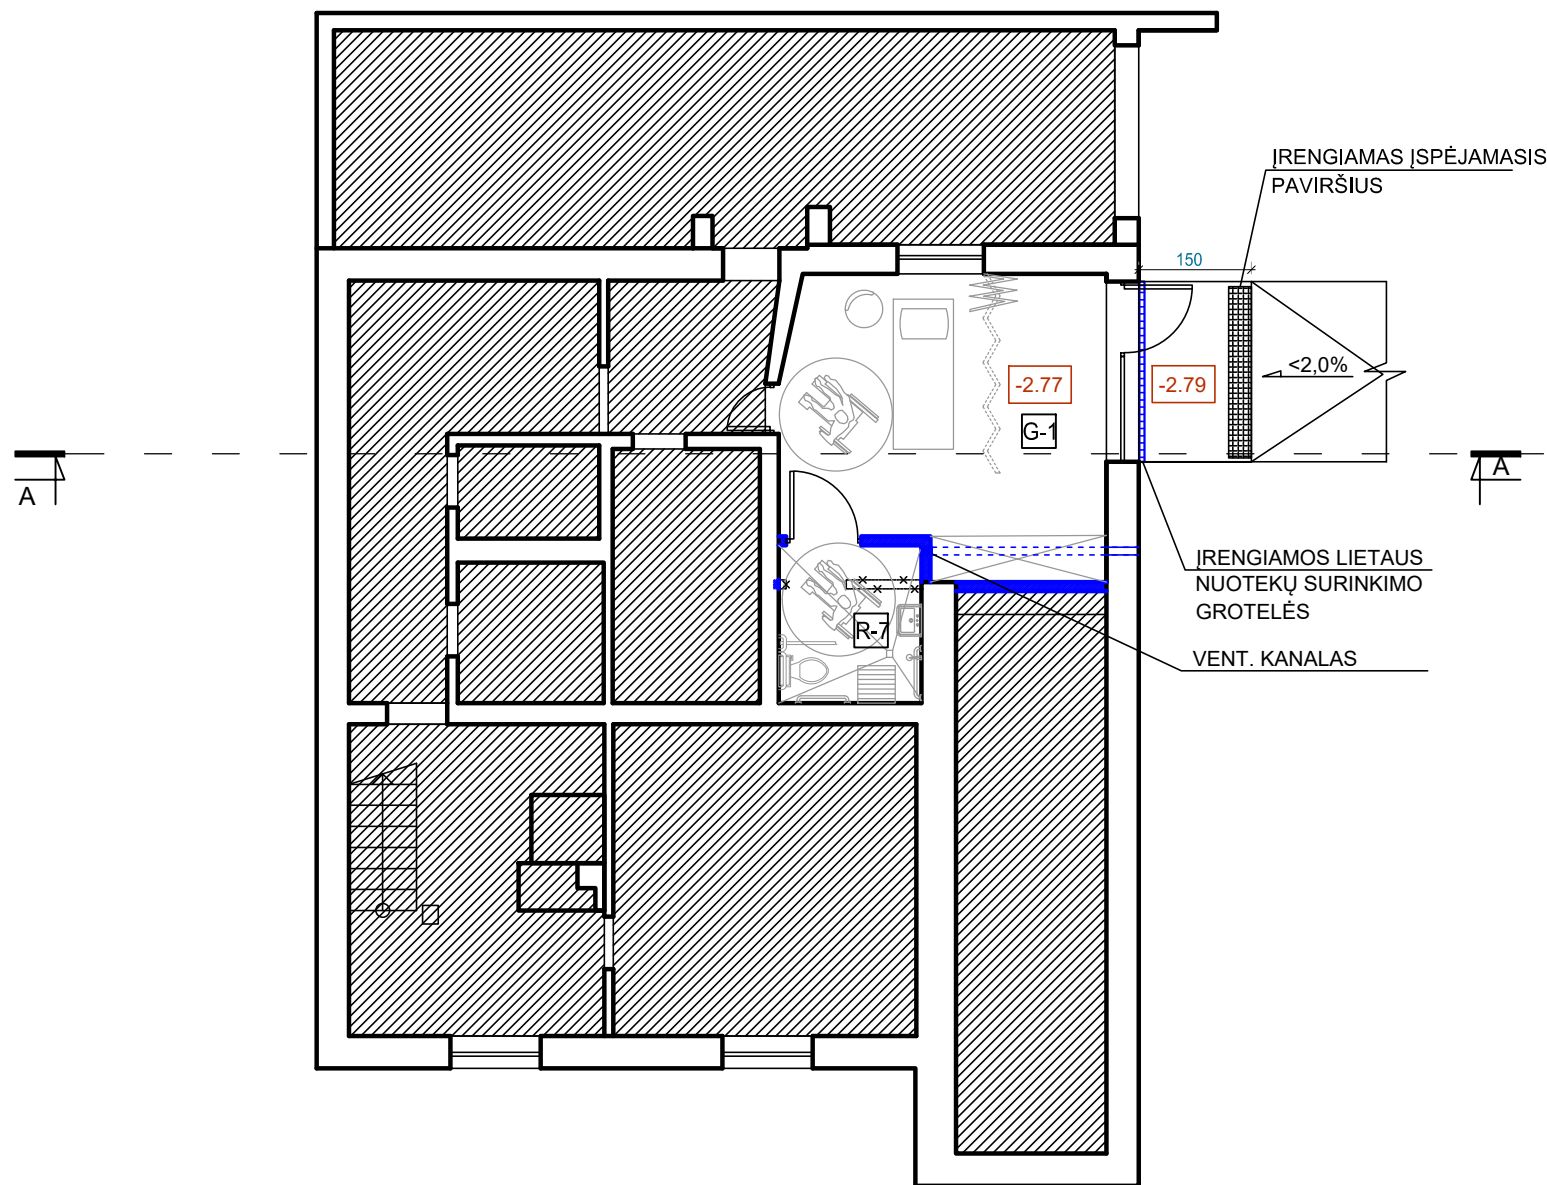 ĮRENGIAMAS ĮSPĖJAMASIS
PAVIRŠIUS
150
<2,0%
-2.77
-2.79
G-1
A
A
ĮRENGIAMOS LIETAUS
NUOTEKŲ SURINKIMO
GROTELĖS
R-7
VENT. KANALAS